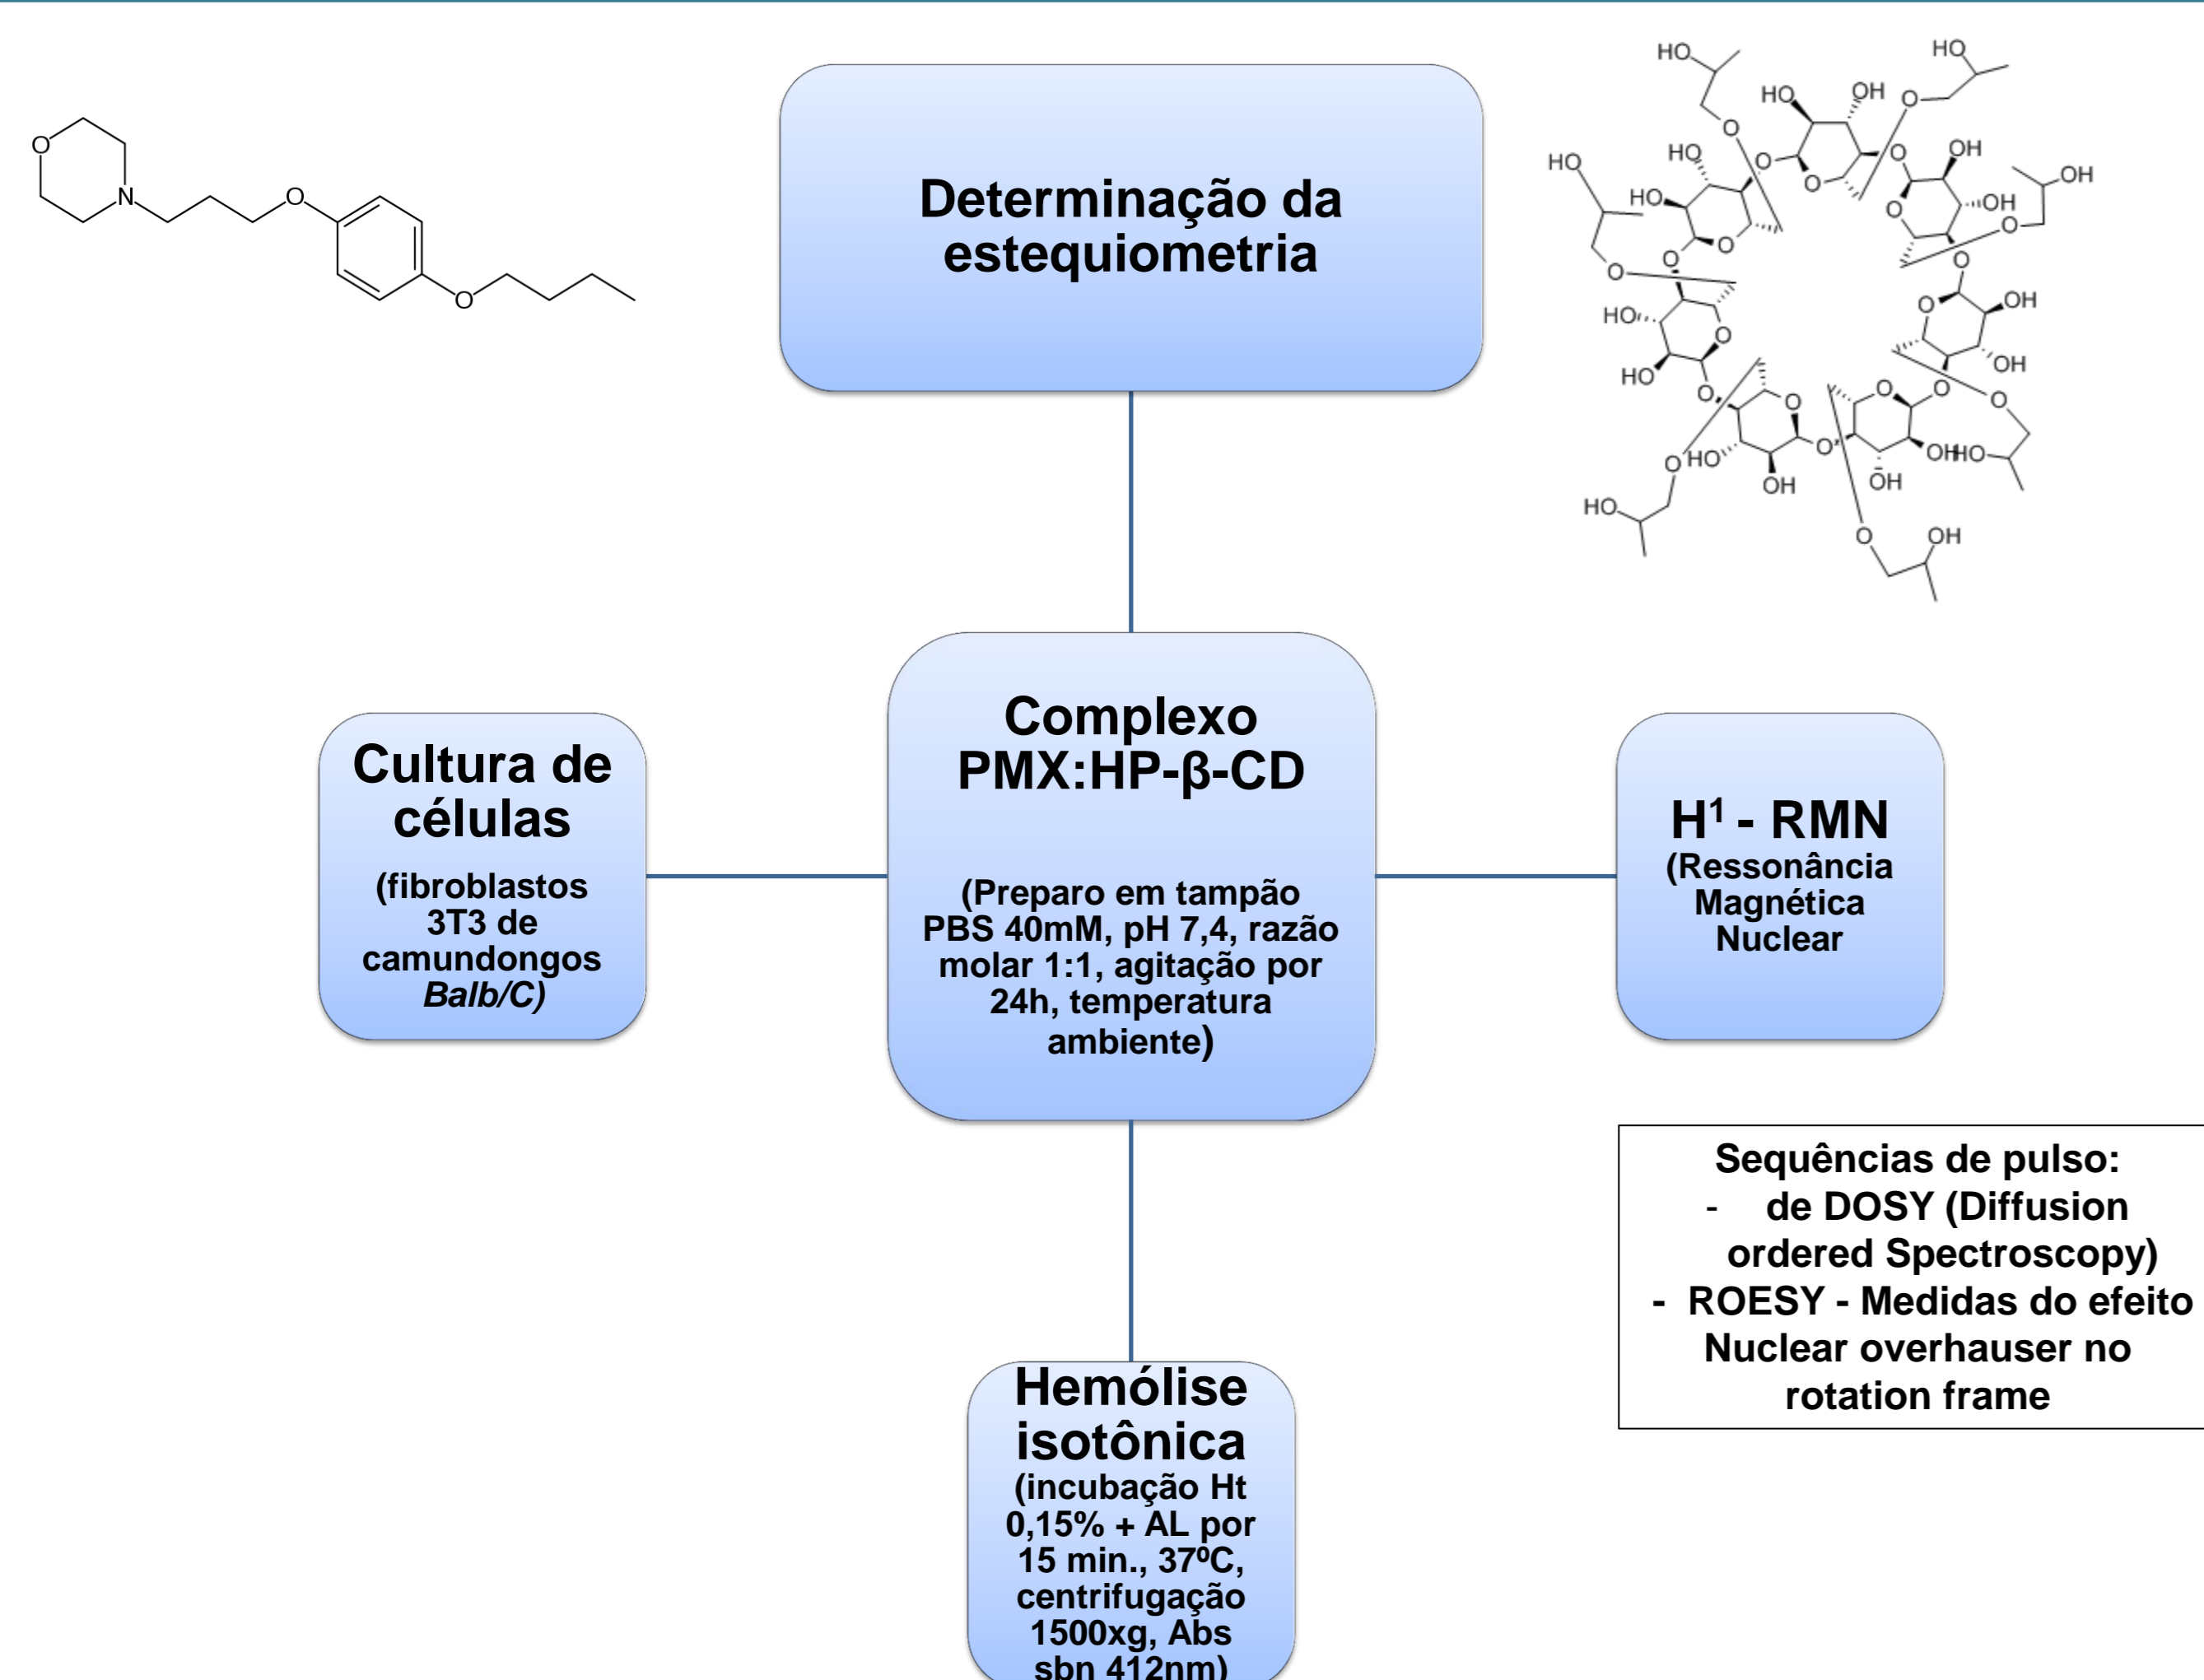 Determinação da
estequiometria
Complexo
PMX:HP-β-CD
(Preparo em tampão
PBS 40mM, pH 7,4, razão
molar 1:1, agitação por
24h, temperatura
ambiente)
Cultura de
células
(fibroblastos
3T3 de
camundongos
Balb/C)
H¹ - RMN
(Ressonância
Magnética
Nuclear
Sequências de pulso:
- de DOSY (Diffusion
ordered Spectroscopy)
- ROESY - Medidas do efeito
Nuclear overhauser no
rotation frame
Hemólise
isotônica
(incubação Ht
0,15% + AL por
15 min., 37ºC,
centrifugação
1500xg, Abs
sbn 412nm)